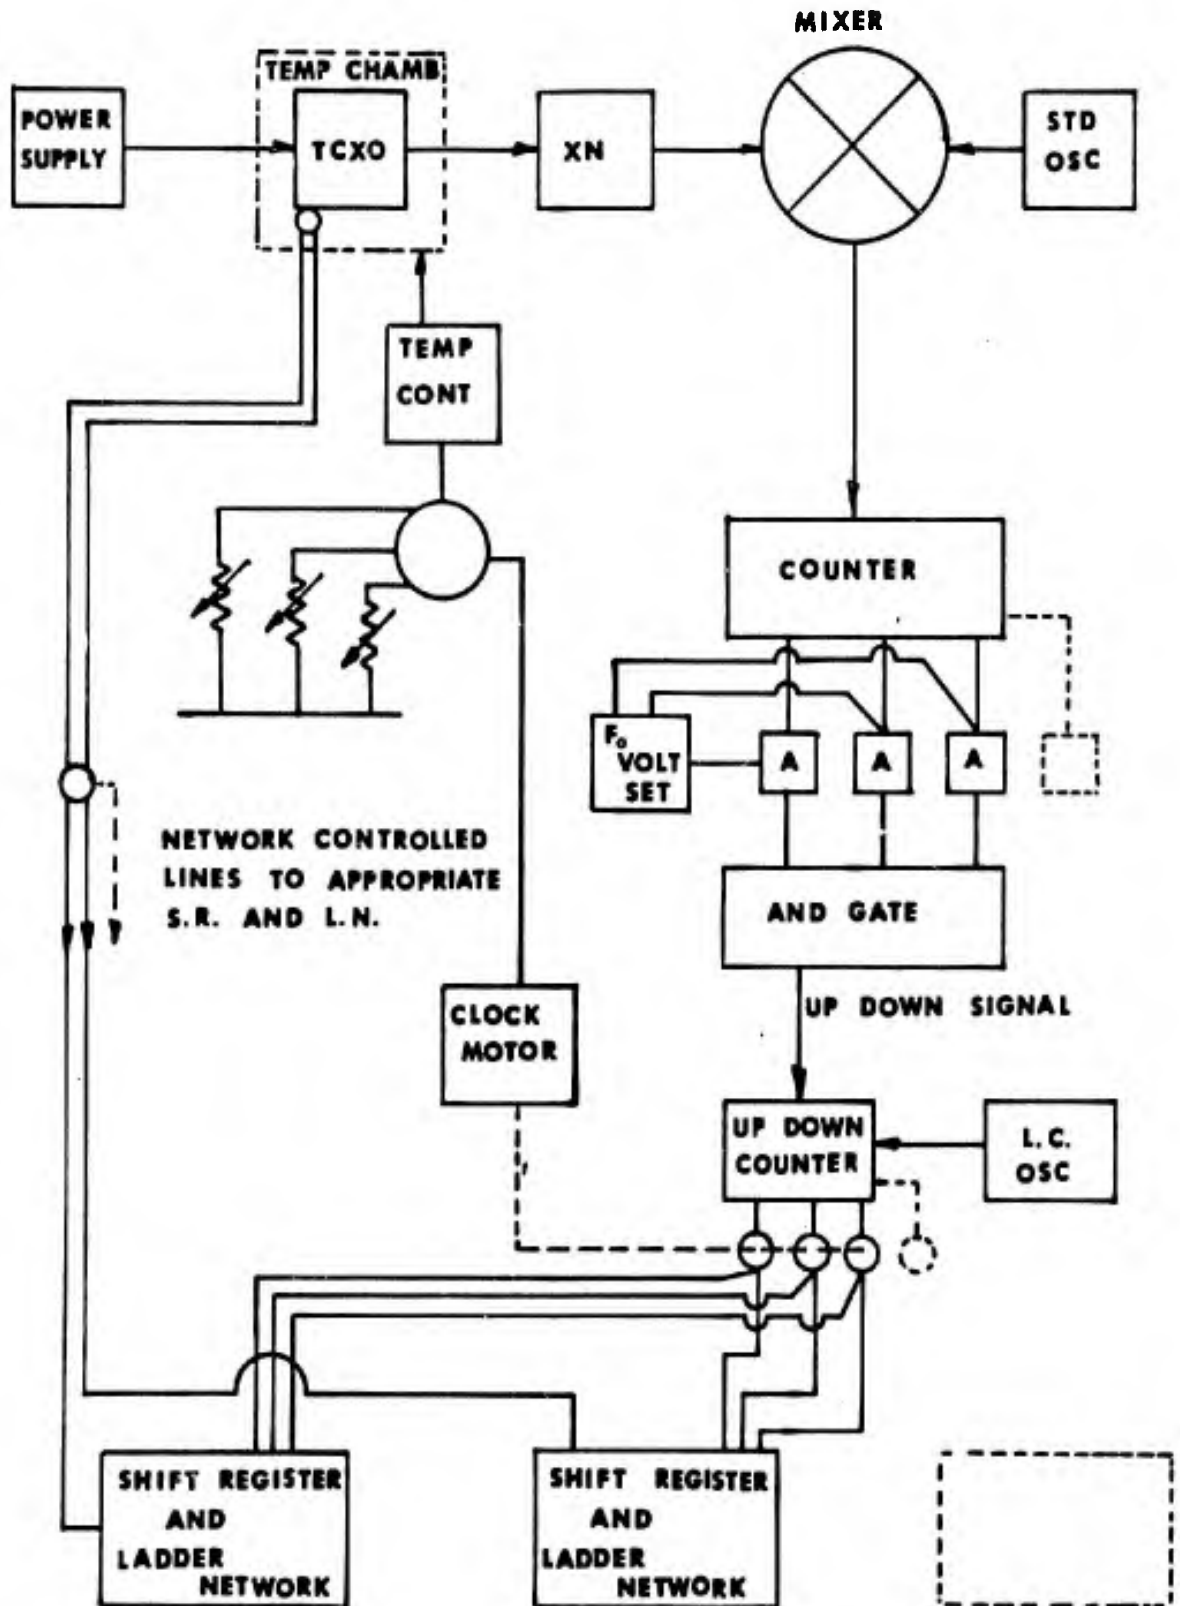 MIXER
TEMP CHAMB
POWER
SUPPLY
TCXO
XN
STD
OSC
TEMP
CONT
COUNTER
Fo
VOLT
SET
A
A
A
NETWORK CONTROLLED
LINES TO APPROPRIATE
S.R. AND L.N.
AND GATE
UP DOWN SIGNAL
CLOCK
MOTOR
UP DOWN
COUNTER
L.C.
OSC
SHIFT REGISTER
AND
LADDER
NETWORK
SHIFT REGISTER
AND
LADDER
NETWORK